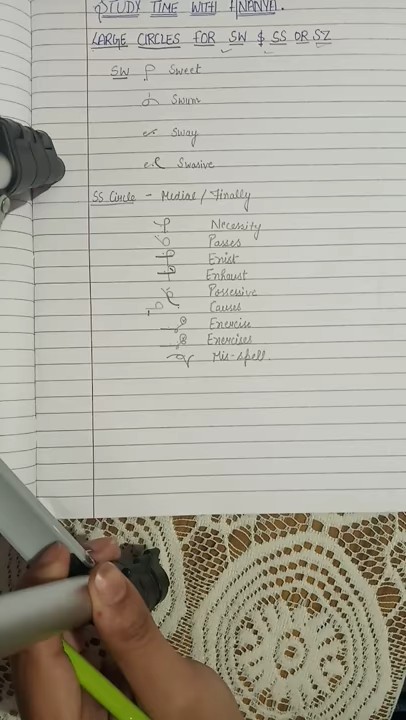 STUDY TIME WITH ANANYA.
LARGE CIRCLES FOR SW & SS OR SZ
SW Sweet
Swum
Sway
Swasive
SS Circle - Medial / Finally
Necessity
Passes
Exist
Exhaust
Possessive
Causes
Exercise
Exercises
Mis-spell.